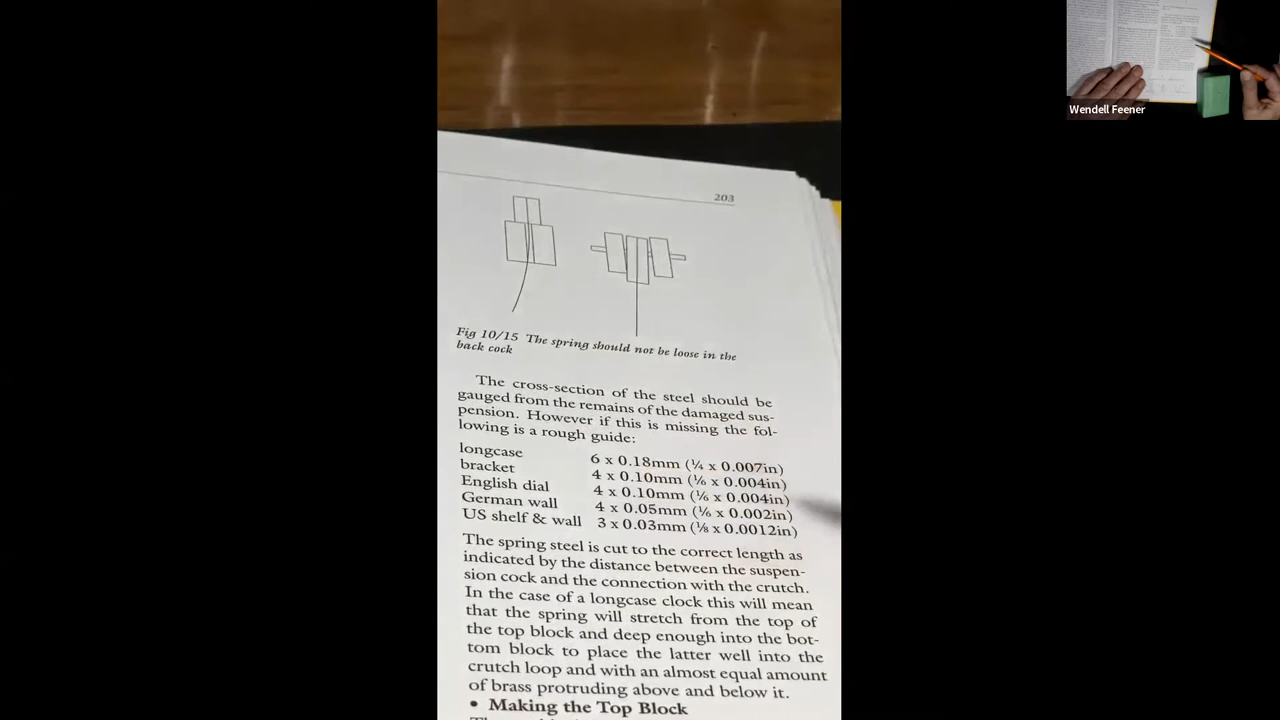 Wendell Feener
203
Fig 10/15 The spring should not be loose in the
back cock
The cross-section of the steel should be
gauged from the remains of the damaged sus-
pension. However if this is missing the fol-
lowing is a rough guide:
longcase 6 x 0.18mm (¼ x 0.007in)
bracket 4 x 0.10mm (⅙ x 0.004in)
English dial 4 x 0.10mm (⅙ x 0.004in)
German wall 4 x 0.05mm (⅙ x 0.002in)
US shelf & wall 3 x 0.03mm (⅛ x 0.0012in)
The spring steel is cut to the correct length as
indicated by the distance between the suspen-
sion cock and the connection with the crutch.
In the case of a longcase clock this will mean
that the spring will stretch from the top of
the top block and deep enough into the bot-
tom block to place the latter well into the
crutch loop and with an almost equal amount
of brass protruding above and below it.
• Making the Top Block